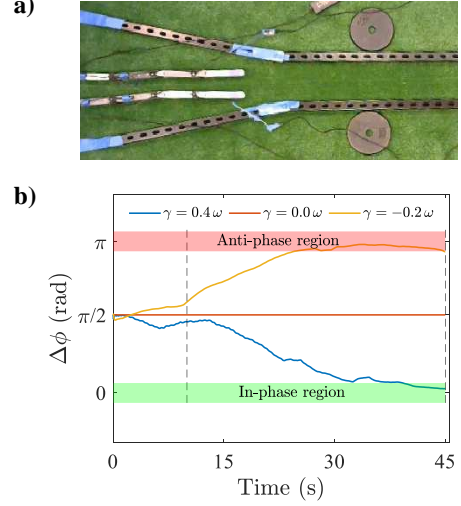 a)
b)
γ = 0.4 ω γ = 0.0 ω γ = −0.2 ω
π Anti-phase region
Δϕ (rad)
π/2
0 In-phase region
0 15 30 45
Time (s)